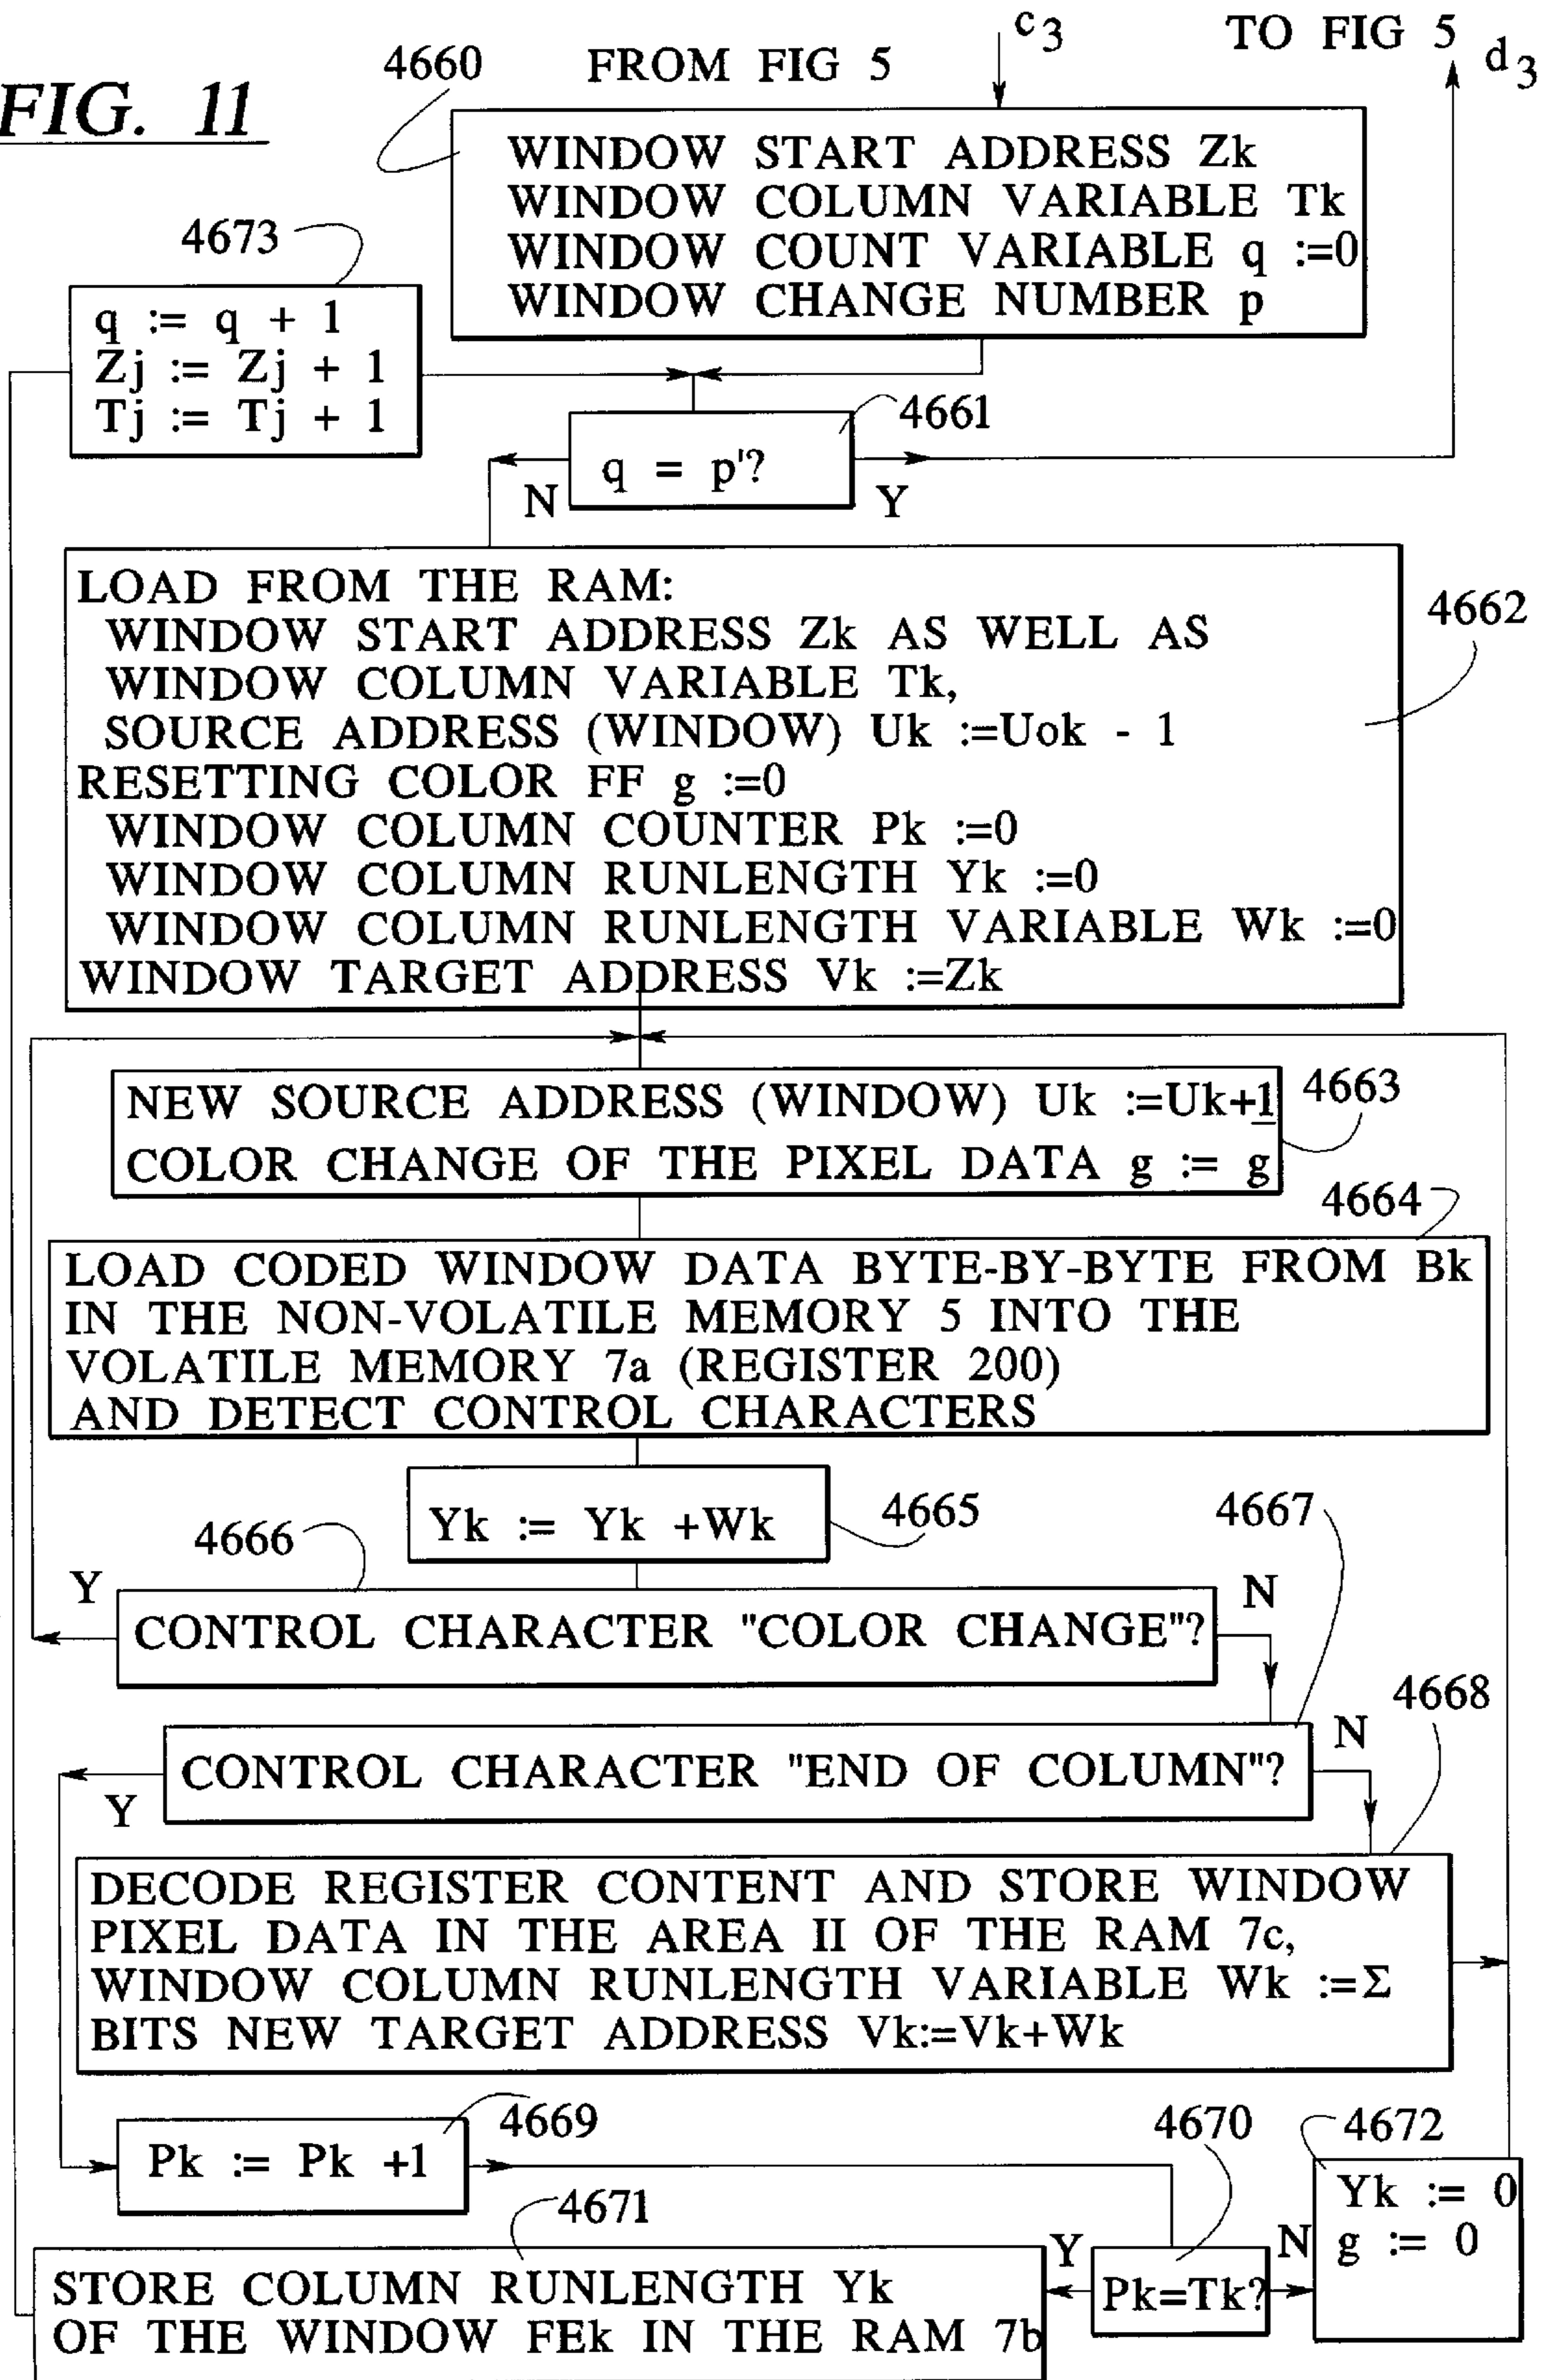 FIG. 11
FROM FIG 5
c3
TO FIG 5
d3
4660
WINDOW START ADDRESS Zk
WINDOW COLUMN VARIABLE Tk
WINDOW COUNT VARIABLE q :=0
WINDOW CHANGE NUMBER p
4673
q := q + 1
Zj := Zj + 1
Tj := Tj + 1
4661
q = p'?
N
Y
4662
LOAD FROM THE RAM:
WINDOW START ADDRESS Zk AS WELL AS
WINDOW COLUMN VARIABLE Tk,
SOURCE ADDRESS (WINDOW) Uk :=Uok - 1
RESETTING COLOR FF g :=0
WINDOW COLUMN COUNTER Pk :=0
WINDOW COLUMN RUNLENGTH Yk :=0
WINDOW COLUMN RUNLENGTH VARIABLE Wk :=0
WINDOW TARGET ADDRESS Vk :=Zk
4663
NEW SOURCE ADDRESS (WINDOW) Uk :=Uk+1
COLOR CHANGE OF THE PIXEL DATA g := g̅
4664
LOAD CODED WINDOW DATA BYTE-BY-BYTE FROM Bk
IN THE NON-VOLATILE MEMORY 5 INTO THE
VOLATILE MEMORY 7a (REGISTER 200)
AND DETECT CONTROL CHARACTERS
Yk := Yk +Wk
4665
4666
4667
Y
CONTROL CHARACTER "COLOR CHANGE"?
N
4668
CONTROL CHARACTER "END OF COLUMN"?
N
Y
DECODE REGISTER CONTENT AND STORE WINDOW
PIXEL DATA IN THE AREA II OF THE RAM 7c,
WINDOW COLUMN RUNLENGTH VARIABLE Wk :=Σ
BITS NEW TARGET ADDRESS Vk:=Vk+Wk
4669
Pk := Pk +1
4670
4672
Yk := 0
g := 0
4671
STORE COLUMN RUNLENGTH Yk
OF THE WINDOW FEk IN THE RAM 7b
Y
Pk=Tk?
N